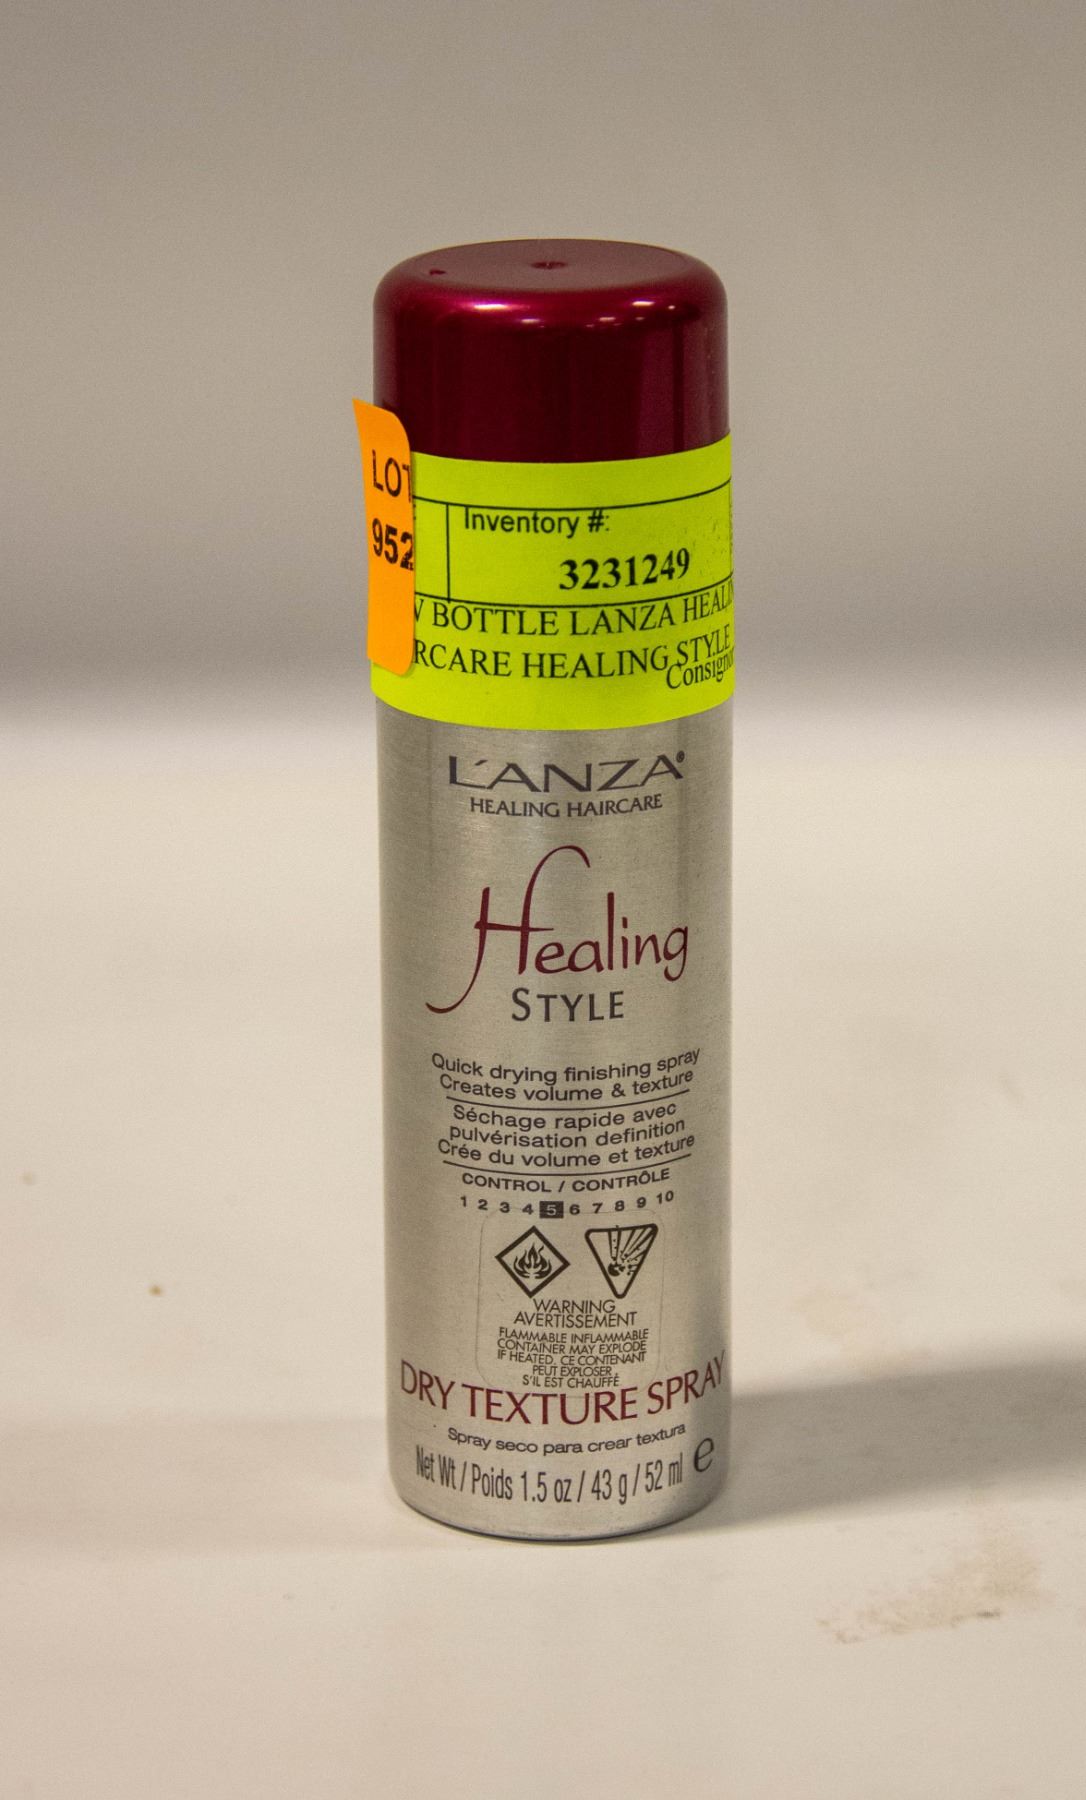 LOT
952
Inventory #:
3231249
BOTTLE LANZA
HEALING STYLE
L'ANZA®
HEALING HAIRCARE
Healing
STYLE
Quick drying finishing spray
Creates volume & texture
Séchage rapide avec
pulvérisation definition
Crée du volume et texture
CONTROL / CONTRÔLE
1 2 3 4 5 6 7 8 9 10
WARNING
AVERTISSEMENT
FLAMMABLE INFLAMMABLE
CONTAINER MAY EXPLODE
IF HEATED. CE CONTENANT
PEUT EXPLOSER
S'IL EST CHAUFFÉ
DRY TEXTURE SPRAY
Spray seco para crear textura
Net Wt / Poids 1.5 oz / 43 g / 52 ml e